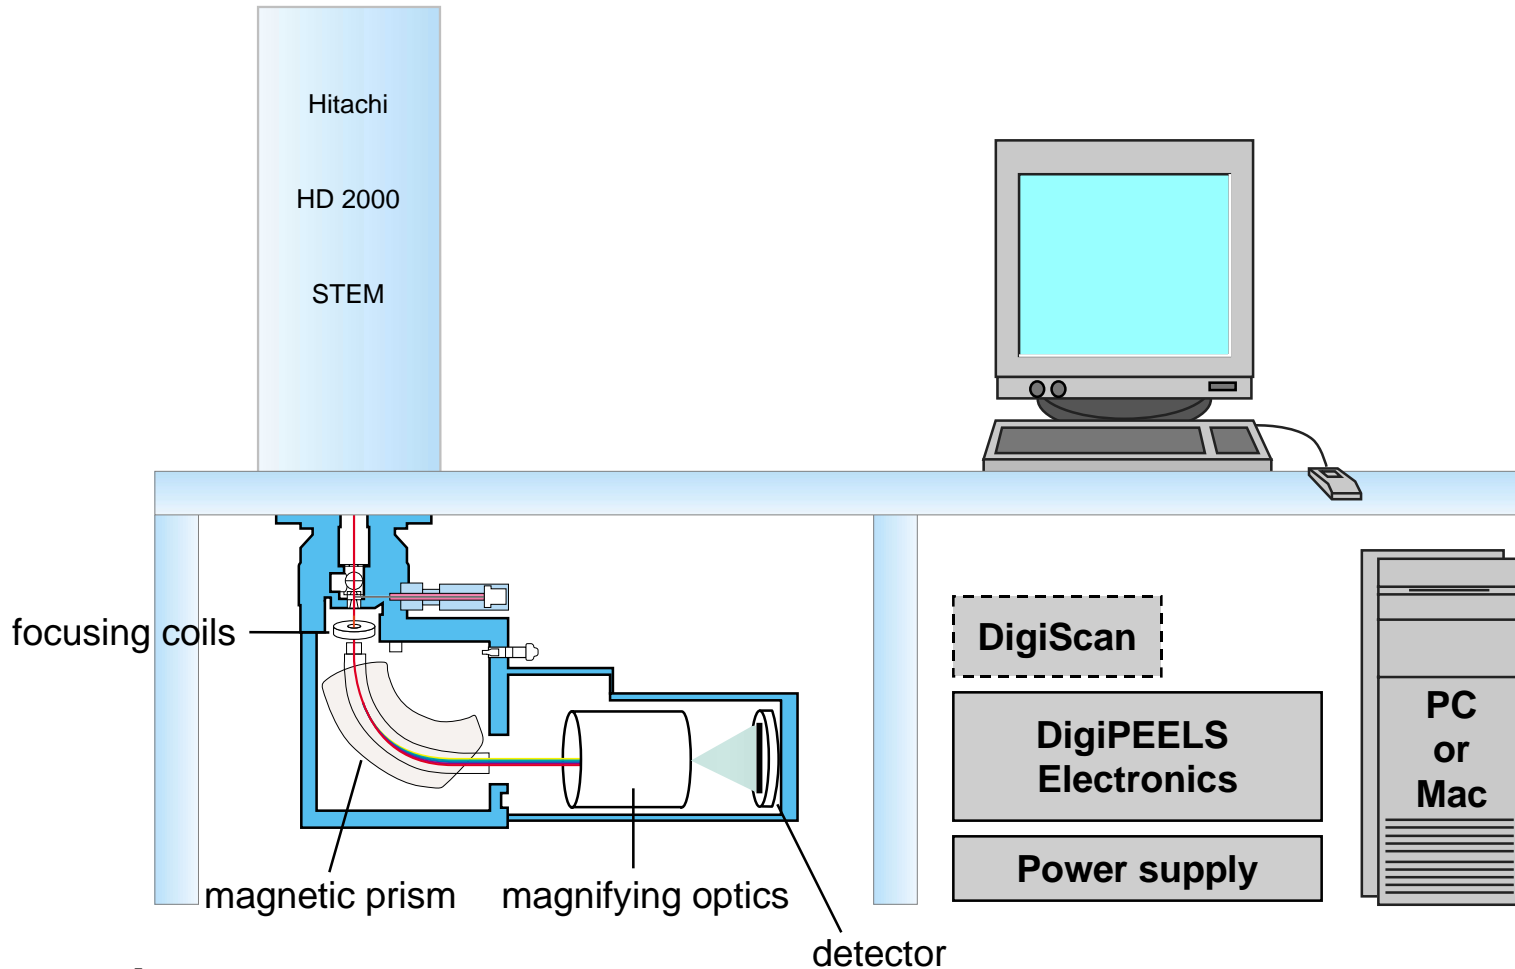 Hitachi
HD 2000
STEM
focusing coils
DigiScan
DigiPEELS
Electronics
PC
or
Mac
Power supply
magnetic prism
magnifying optics
detector